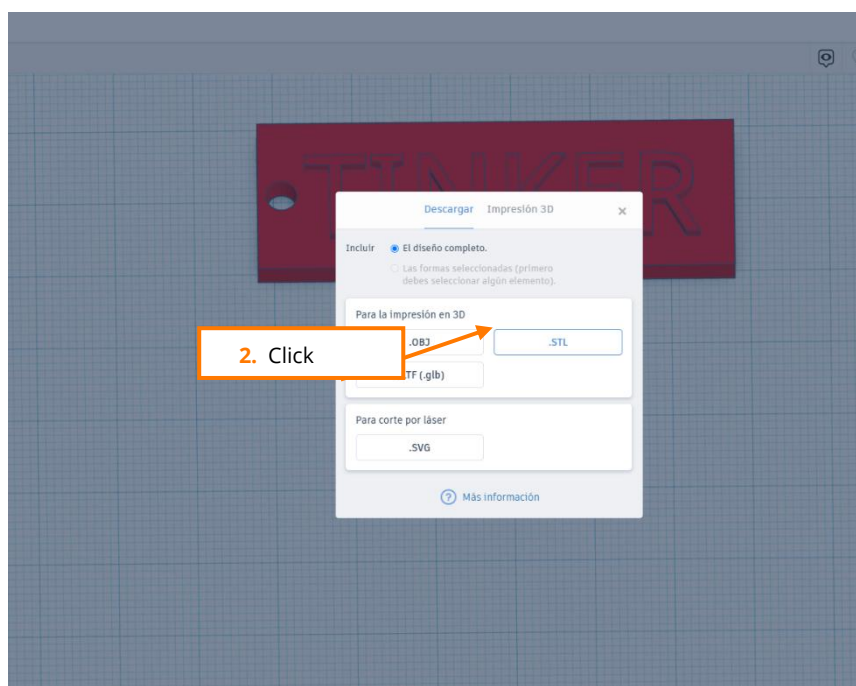 TINKER
Descargar Impresión 3D
Incluir El diseño completo.
Las formas seleccionadas (primero
debes seleccionar algún elemento).
Para la impresión en 3D
.OBJ .STL
2. Click
TF (.glb)
Para corte por láser
.SVG
? Más información